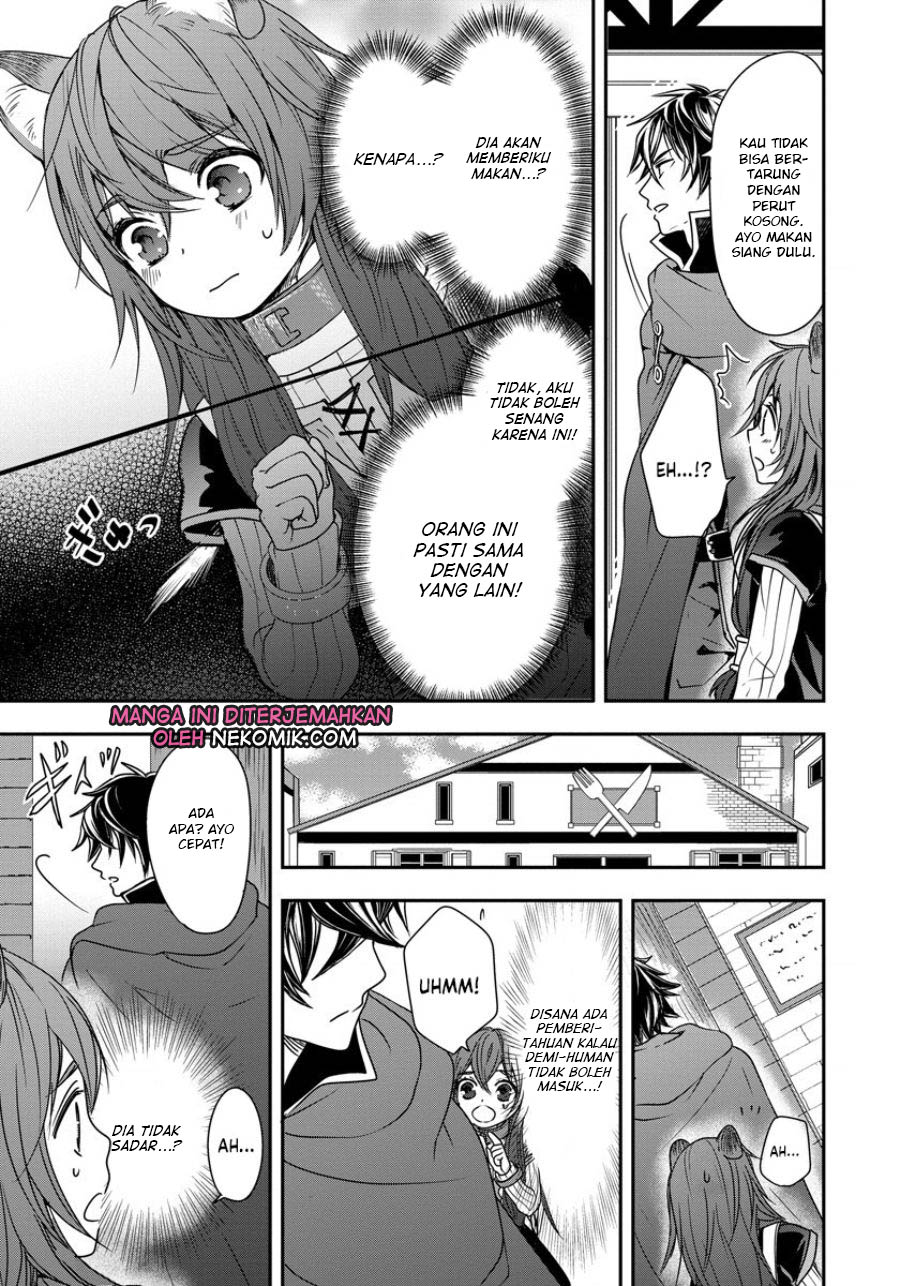 KAU TIDAK
BISA BER-
TARUNG
DENGAN
PERUT
KOSONG.
AYO MAKAN
SIANG DULU.
EH...!?
DIA AKAN
MEMBERIKU
MAKAN...?
KENAPA...?
TIDAK, AKU
TIDAK BOLEH
SENANG
KARENA INI!
ORANG INI
PASTI SAMA
DENGAN
YANG LAIN!
MANGA INI DITERJEMAHKAN
OLEH-NEKOMIK.COM
AH...
DISANA ADA
PEMBERI-
TAHUAN KALAU
DEMI-HUMAN
TIDAK BOLEH
MASUK...!
UHMM!
ADA
APA? AYO
CEPAT!
AH...
DIA TIDAK
SADAR...?